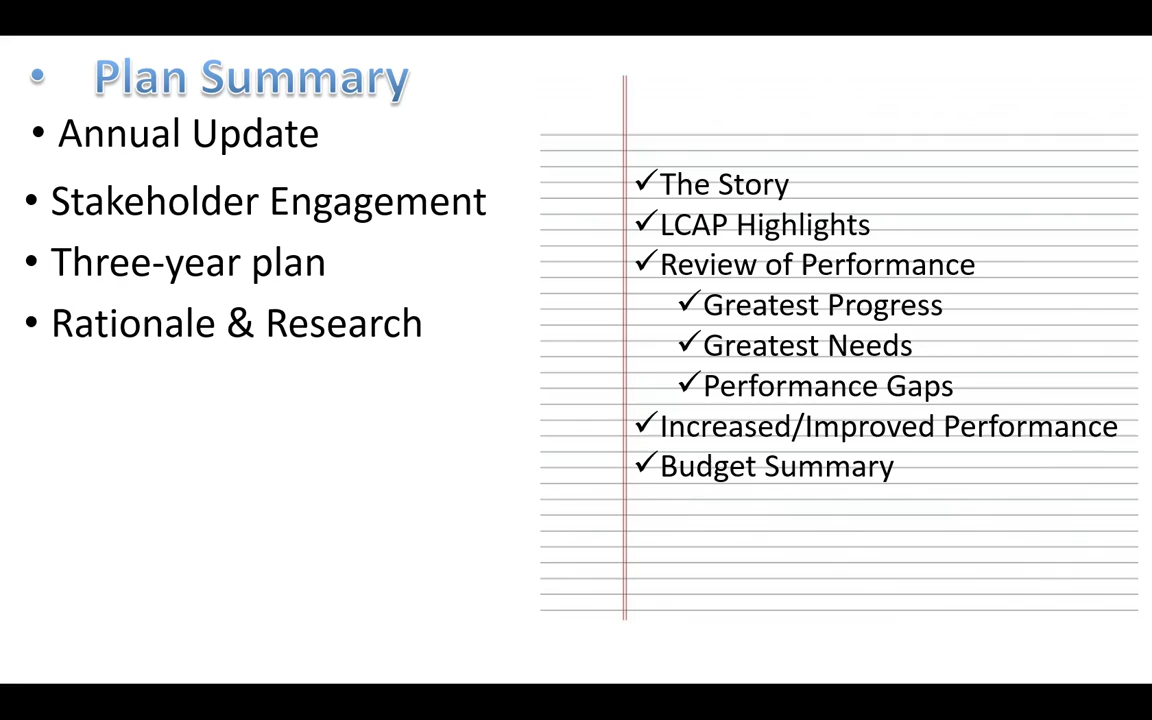 • Plan Summary
• Annual Update
• Stakeholder Engagement
• Three-year plan
• Rationale & Research
✓The Story
✓LCAP Highlights
✓Review of Performance
✓Greatest Progress
✓Greatest Needs
✓Performance Gaps
✓Increased/Improved Performance
✓Budget Summary